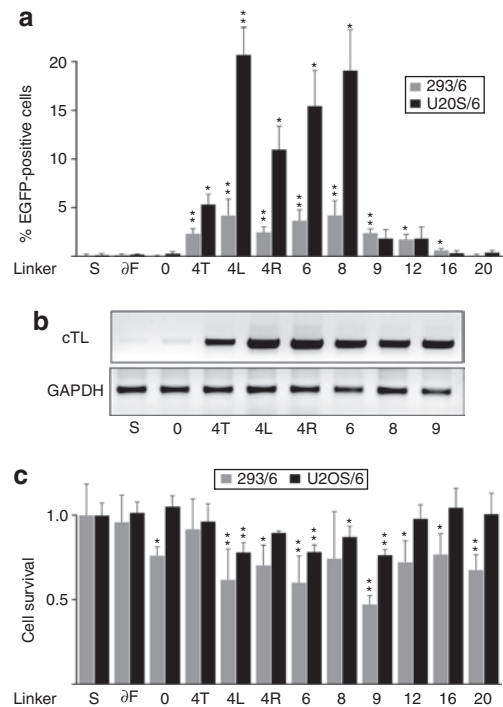 a
% EGFP-positive cells
20
15
10
5
293/6
U20S/6
Linker S ∂F 0 4T 4L 4R 6 8 9 12 16 20
* * * * * * * * * * * * * * * * * * * *
b
cTL
GAPDH
S 0 4T 4L 4R 6 8 9
c
293/6 U2OS/6
Cell survival
1.0
0.5
* * * * * * * * * * * * * * * * * *
Linker S ∂F 0 4T 4L 4R 6 8 9 12 16 20